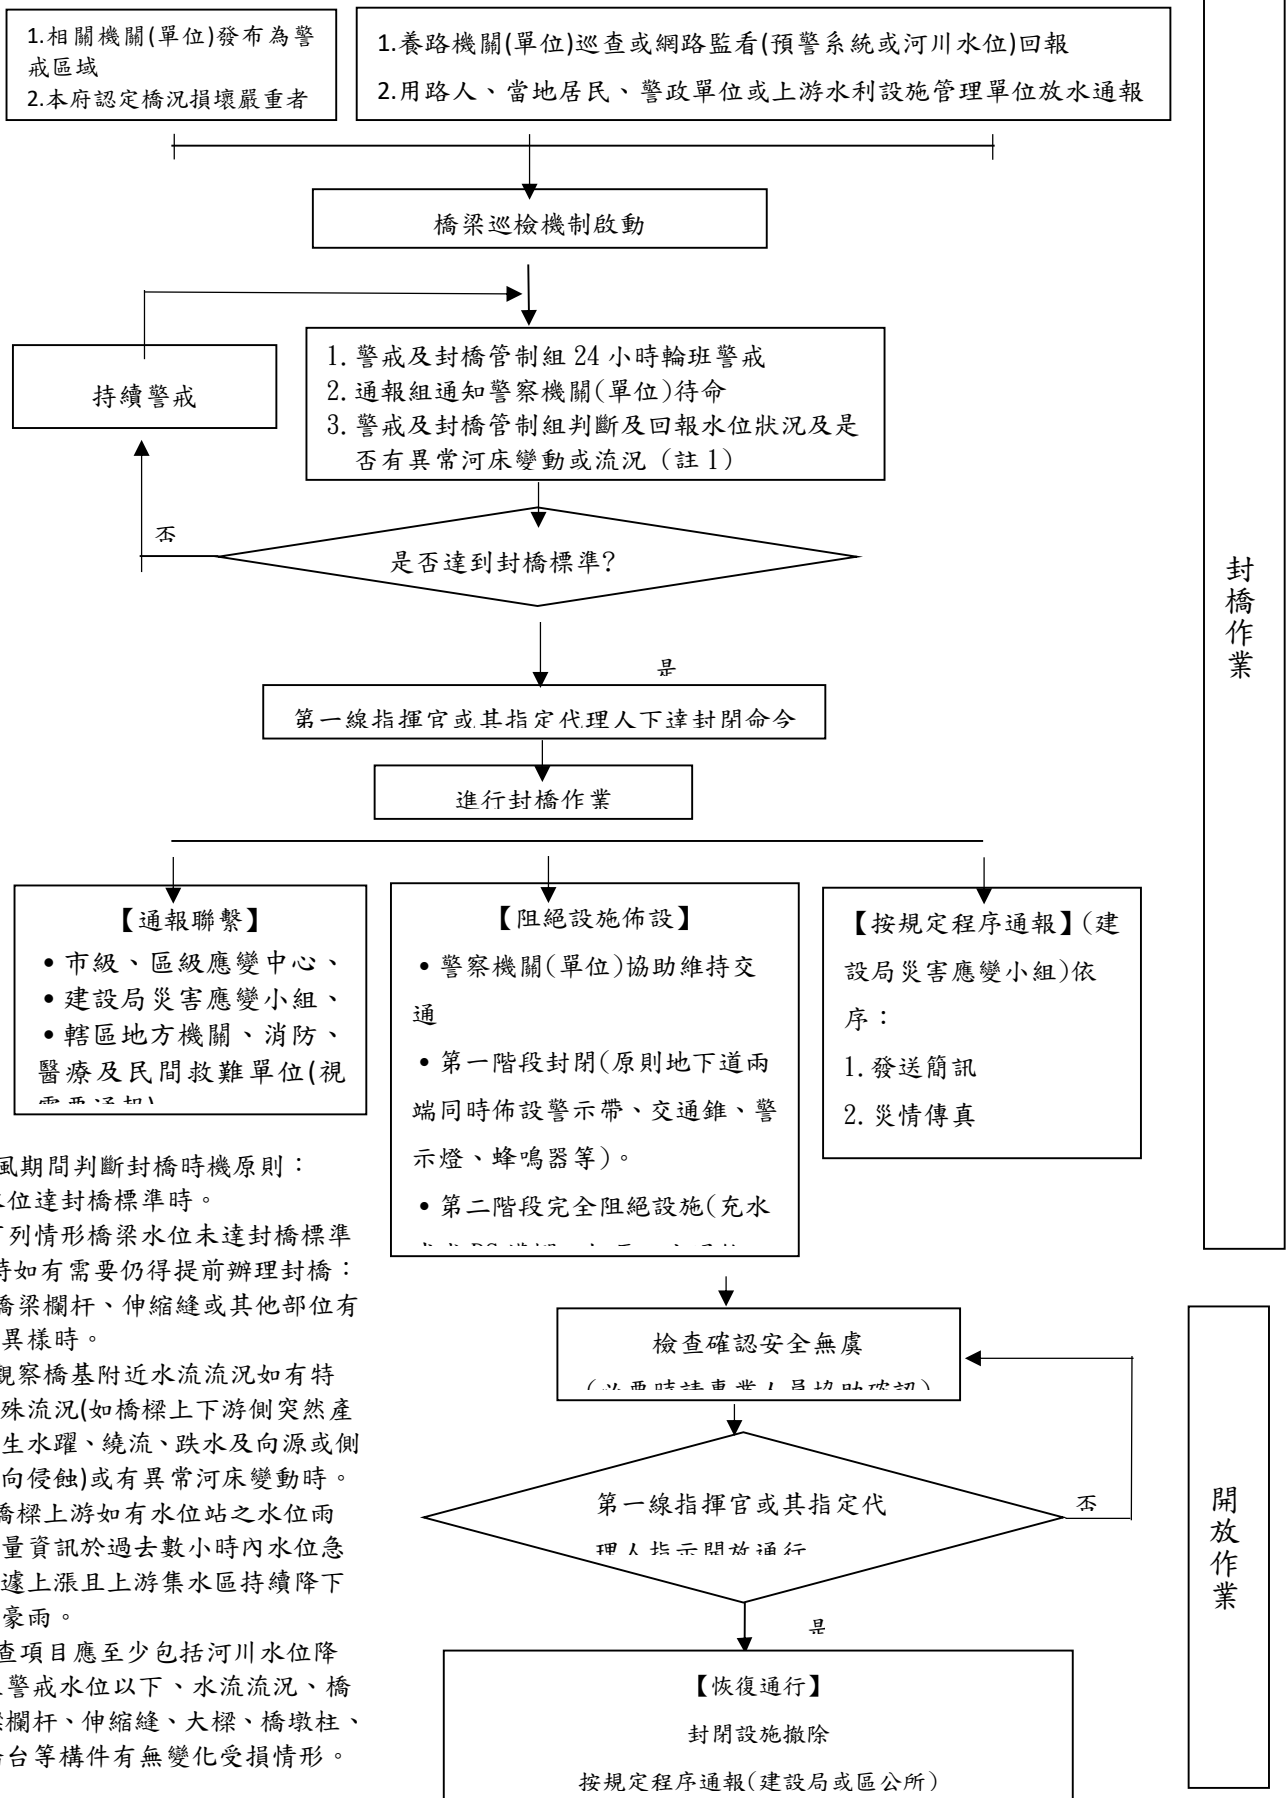 1.相關機關(單位)發布為警
戒區域
2.本府認定橋況損壞嚴重者
1.養路機關(單位)巡查或網路監看(預警系統或河川水位)回報
2.用路人、當地居民、警政單位或上游水利設施管理單位放水通報
橋梁巡檢機制啟動
持續警戒
1. 警戒及封橋管制組 24 小時輪班警戒
2. 通報組通知警察機關(單位)待命
3. 警戒及封橋管制組判斷及回報水位狀況及是
否有異常河床變動或流況（註 1）
否
是否達到封橋標準?
是
第一線指揮官或其指定代理人下達封閉命令
進行封橋作業
封橋作業
【通報聯繫】
• 市級、區級應變中心、
• 建設局災害應變小組、
• 轄區地方機關、消防、
醫療及民間救難單位(視
需要通報)
【阻絕設施佈設】
• 警察機關(單位)協助維持交
通
• 第一階段封閉(原則地下道兩
端同時佈設警示帶、交通錐、警
示燈、蜂鳴器等)。
• 第二階段完全阻絕設施(充水
【按規定程序通報】(建
設局災害應變小組)依
序：
1. 發送簡訊
2. 災情傳真
風期間判斷封橋時機原則：
水位達封橋標準時。
下列情形橋梁水位未達封橋標準
時如有需要仍得提前辦理封橋：
橋梁欄杆、伸縮縫或其他部位有
異樣時。
觀察橋基附近水流流況如有特
殊流況(如橋樑上下游側突然產
生水躍、繞流、跌水及向源或側
向侵蝕)或有異常河床變動時。
橋樑上游如有水位站之水位雨
量資訊於過去數小時內水位急
遽上漲且上游集水區持續降下
豪雨。
查項目應至少包括河川水位降
警戒水位以下、水流流況、橋
欄杆、伸縮縫、大樑、橋墩柱、
台等構件有無變化受損情形。
檢查確認安全無虞
(必要時請專業人員協助確認)
第一線指揮官或其指定代
理人指示開放通行
否
是
【恢復通行】
封閉設施撤除
按規定程序通報(建設局或區公所)
開放作業